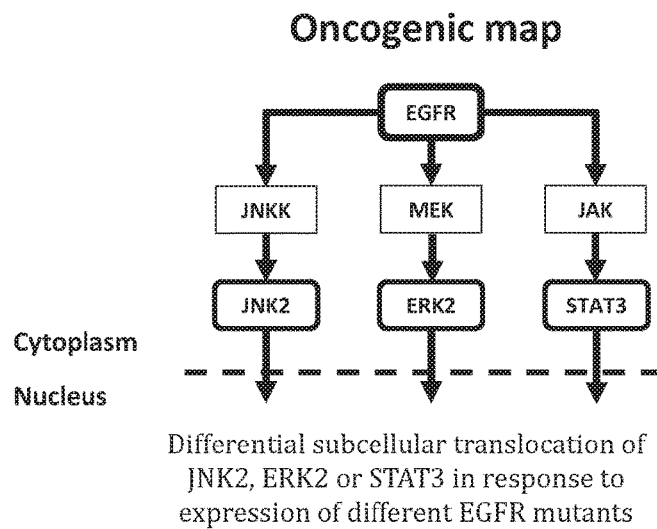 Oncogenic map
EGFR
JNKK MEK JAK
JNK2 ERK2 STAT3
Cytoplasm
Nucleus
Differential subcellular translocation of
JNK2, ERK2 or STAT3 in response to
expression of different EGFR mutants